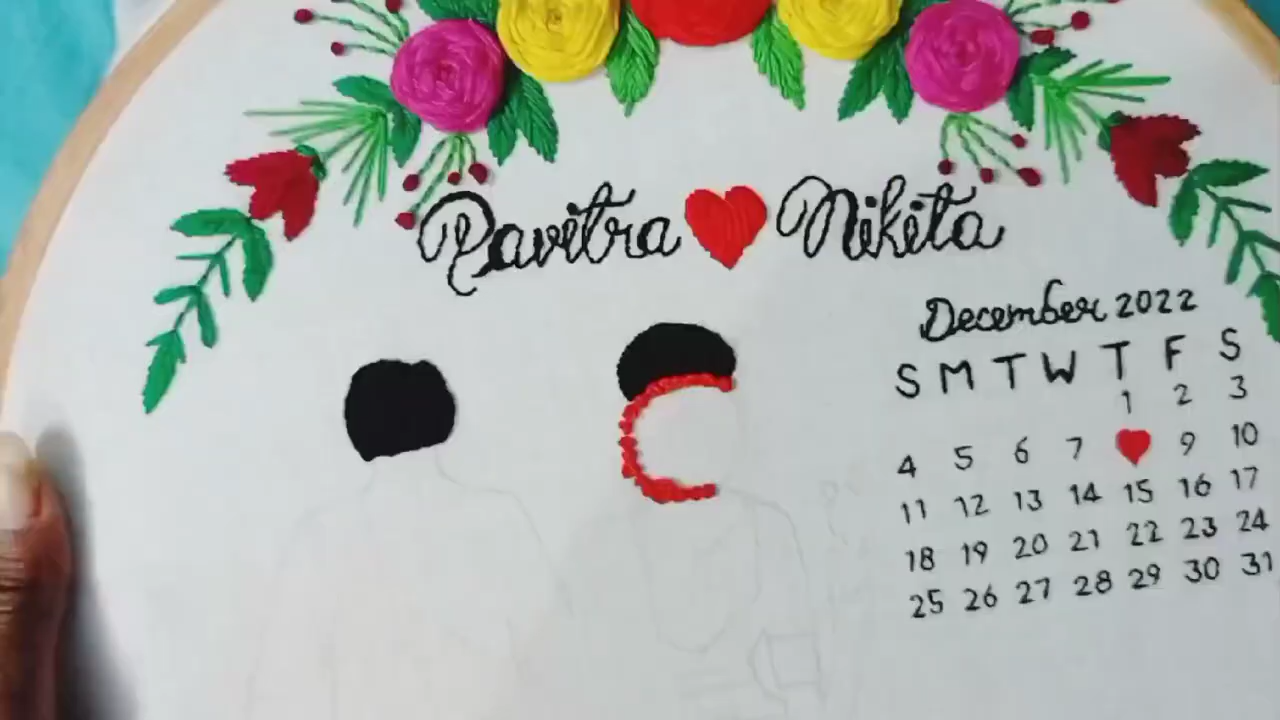 Pavitra Nikita
December 2022
S M T W T F S
1 2 3
4 5 6 7 9 10
11 12 13 14 15 16 17
18 19 20 21 22 23 24
25 26 27 28 29 30 31